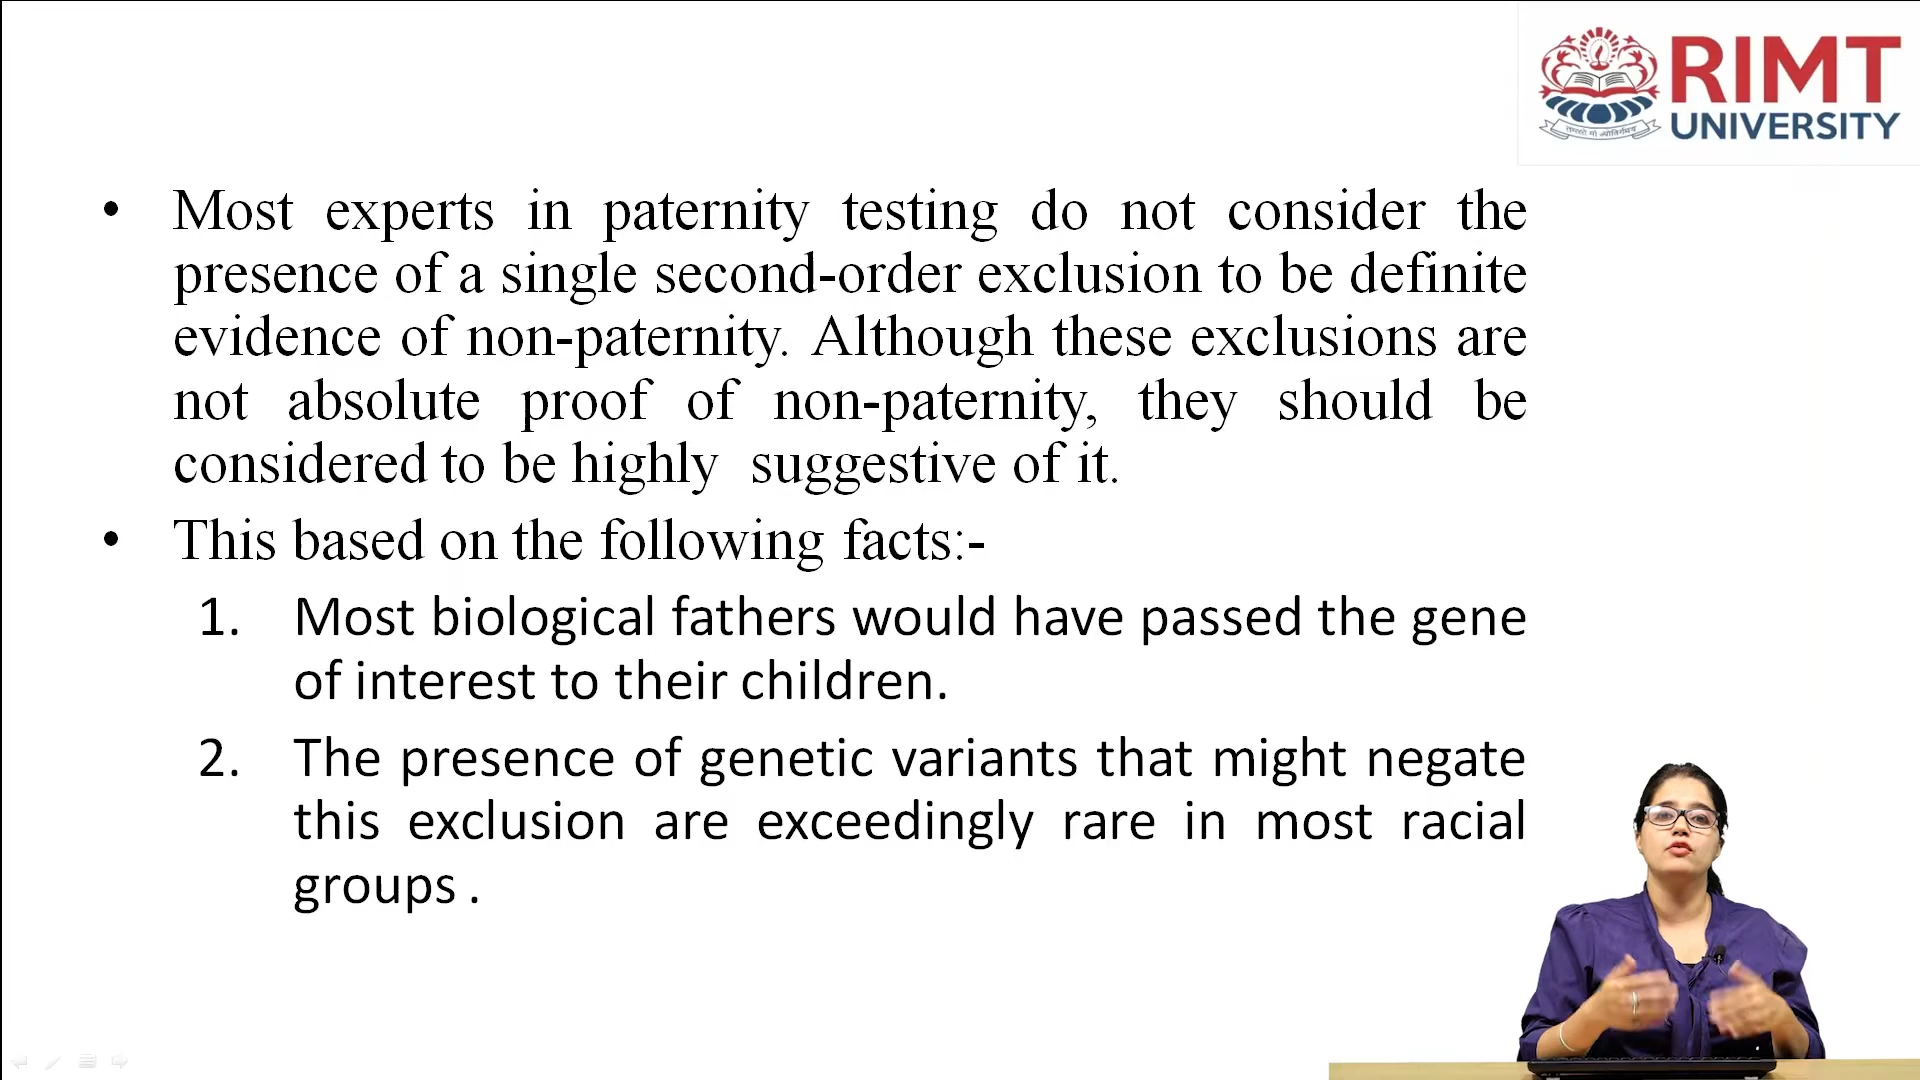 RIMT
UNIVERSITY
तमसो मा ज्योतिर्गमय
• Most experts in paternity testing do not consider the
presence of a single second-order exclusion to be definite
evidence of non-paternity. Although these exclusions are
not absolute proof of non-paternity, they should be
considered to be highly suggestive of it.
• This based on the following facts:-
1. Most biological fathers would have passed the gene
of interest to their children.
2. The presence of genetic variants that might negate
this exclusion are exceedingly rare in most racial
groups .